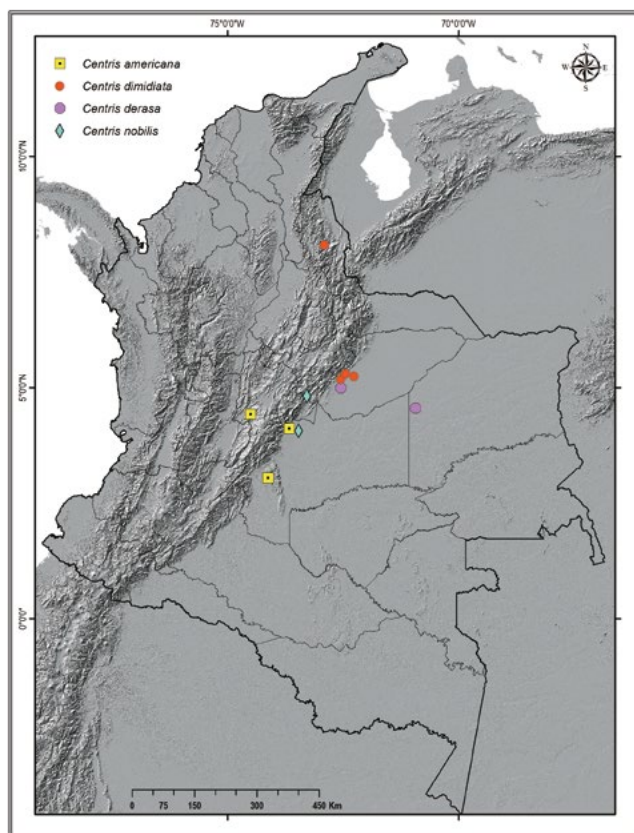 75°0'0"W 70°0'0"W
Centris americana
Centris dimidiata
Centris derasa
Centris nobilis
N
W E
S
10°0'0"N
5°0'0"N
0°0'0"
0 75 150 300 450 Km